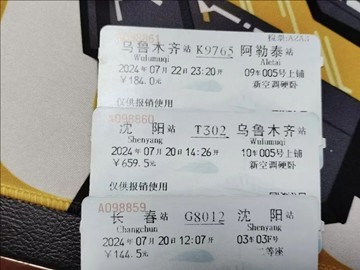 乌鲁木齐站 K9765 阿勒泰站
Wulumuqi Aletai
2024年07月22日23:20开 09车005号上铺
￥184.0元 新空调硬卧
仅供报销使用
A098860
沈阳站 T302 乌鲁木齐站
Shenyang Wulumuqi
2024年07月20日14:26开 10车005号上铺
￥659.5元 新空调硬卧
仅供报销使用
A098859
长春站 G8012 沈阳站
Changchun Shenyang
2024年07月20日12:07开 03车03F号
￥144.5元 二等座